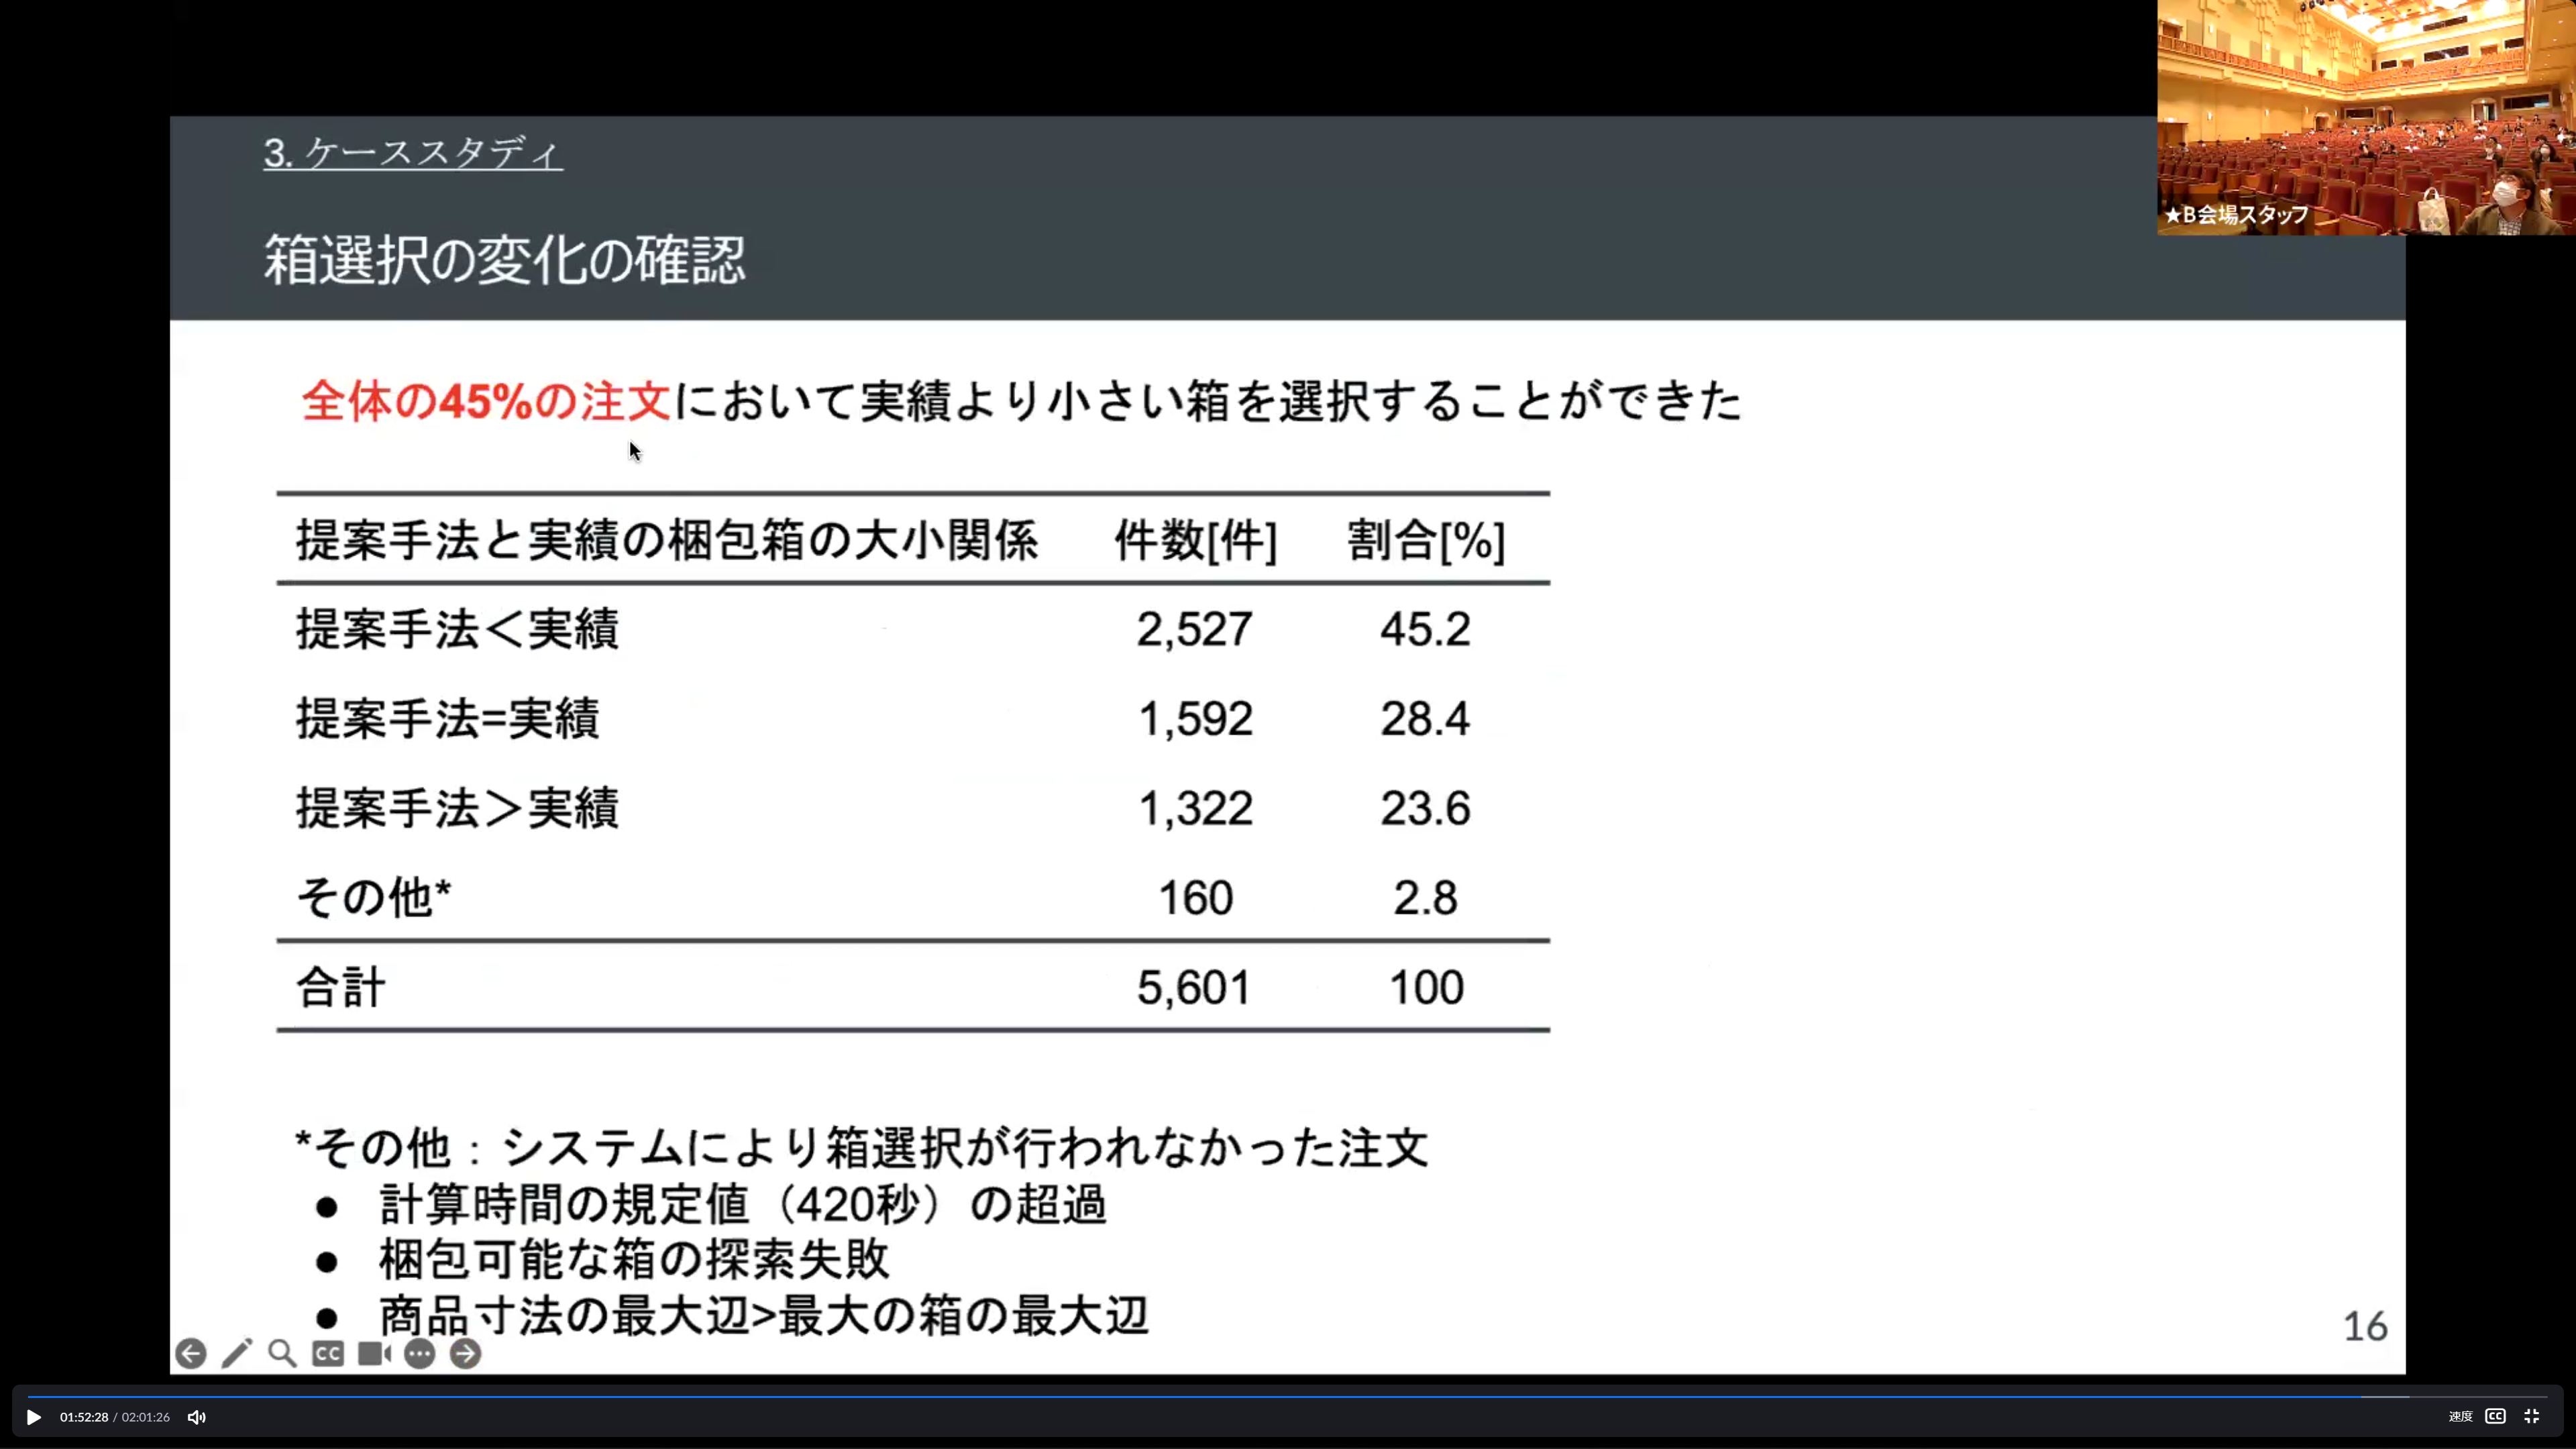 3. ケーススタディ
箱選択の変化の確認
★B会場スタッフ
全体の45%の注文において実績より小さい箱を選択することができた
提案手法と実績の梱包箱の大小関係 件数[件] 割合[%]
提案手法＜実績 2,527 45.2
提案手法=実績 1,592 28.4
提案手法＞実績 1,322 23.6
その他* 160 2.8
合計 5,601 100
*その他：システムにより箱選択が行われなかった注文
● 計算時間の規定値（420秒）の超過
● 梱包可能な箱の探索失敗
● 商品寸法の最大辺>最大の箱の最大辺
16
CC
01:52:28 / 02:01:26
速度 CC